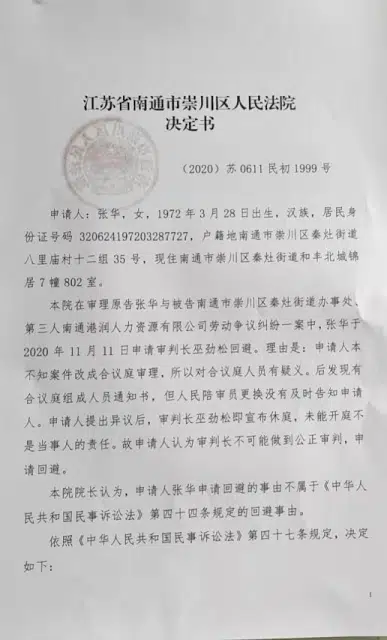 江苏省南通市崇川区人民法院
决定书
（2020）苏 0611 民初 1999 号
申请人：张华，女，1972 年 3 月 28 日出生，汉族，居民身
份证号码 320624197203287727，户籍地南通市崇川区秦灶街道
八里庙村十二组 35 号，现住南通市崇川区秦灶街道和丰北城锦
居 7 幢 802 室。
本院在审理原告张华与被告南通市崇川区秦灶街道办事处、
第三人南通港润人力资源有限公司劳动争议纠纷一案中，张华于
2020 年 11 月 11 日申请审判长巫劲松回避。理由是：申请人本
不知案件改成合议庭审理，所以对合议庭人员有疑义。后发现有
合议庭组成人员通知书，但人民陪审员更换没有及时告知申请
人。申请人提出异议后，审判长巫劲松即宣布休庭，未能开庭不
是当事人的责任。故申请人认为审判长不可能做到公正审判，申
请回避。
本院院长认为，申请人张华申请回避的事由不属于《中华人
民共和国民事诉讼法》第四十四条规定的回避事由。
依照《中华人民共和国民事诉讼法》第四十七条规定，决定
如下：
1